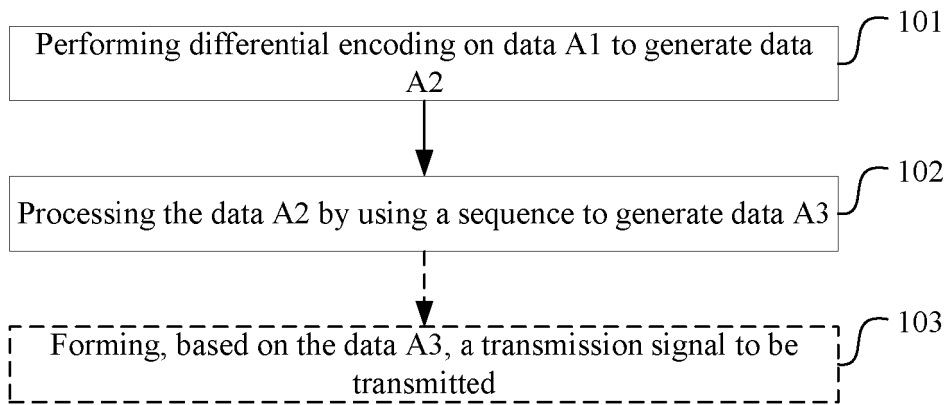 101
Performing differential encoding on data A1 to generate data
A2
102
Processing the data A2 by using a sequence to generate data A3
103
Forming, based on the data A3, a transmission signal to be
transmitted